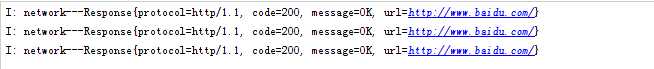 I: network---Response{protocol=http/1.1, code=200, message=OK, url=http://www.baidu.com/}
I: network---Response{protocol=http/1.1, code=200, message=OK, url=http://www.baidu.com/}
I: network---Response{protocol=http/1.1, code=200, message=OK, url=http://www.baidu.com/}